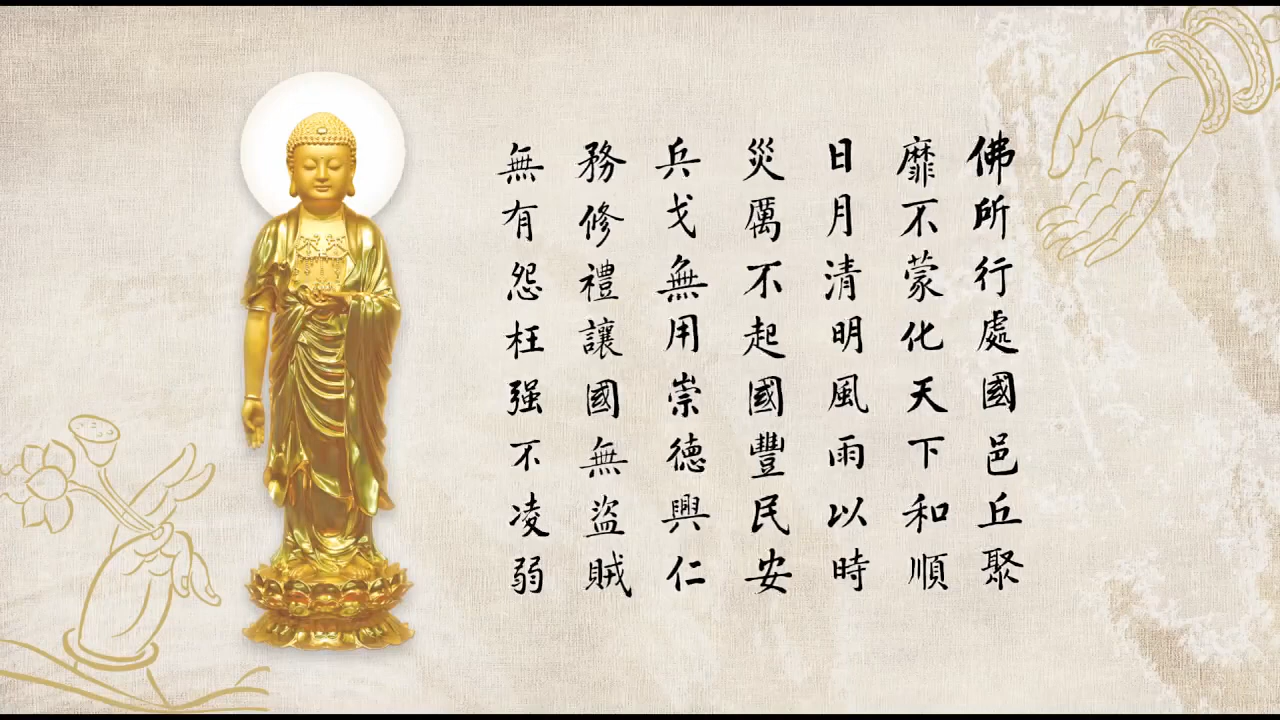 佛所行處國邑丘聚
靡不蒙化天下和順
日月清明風雨以時
災厲不起國豐民安
兵戈無用崇德興仁
務修禮讓國無盜賊
無有怨枉强不凌弱